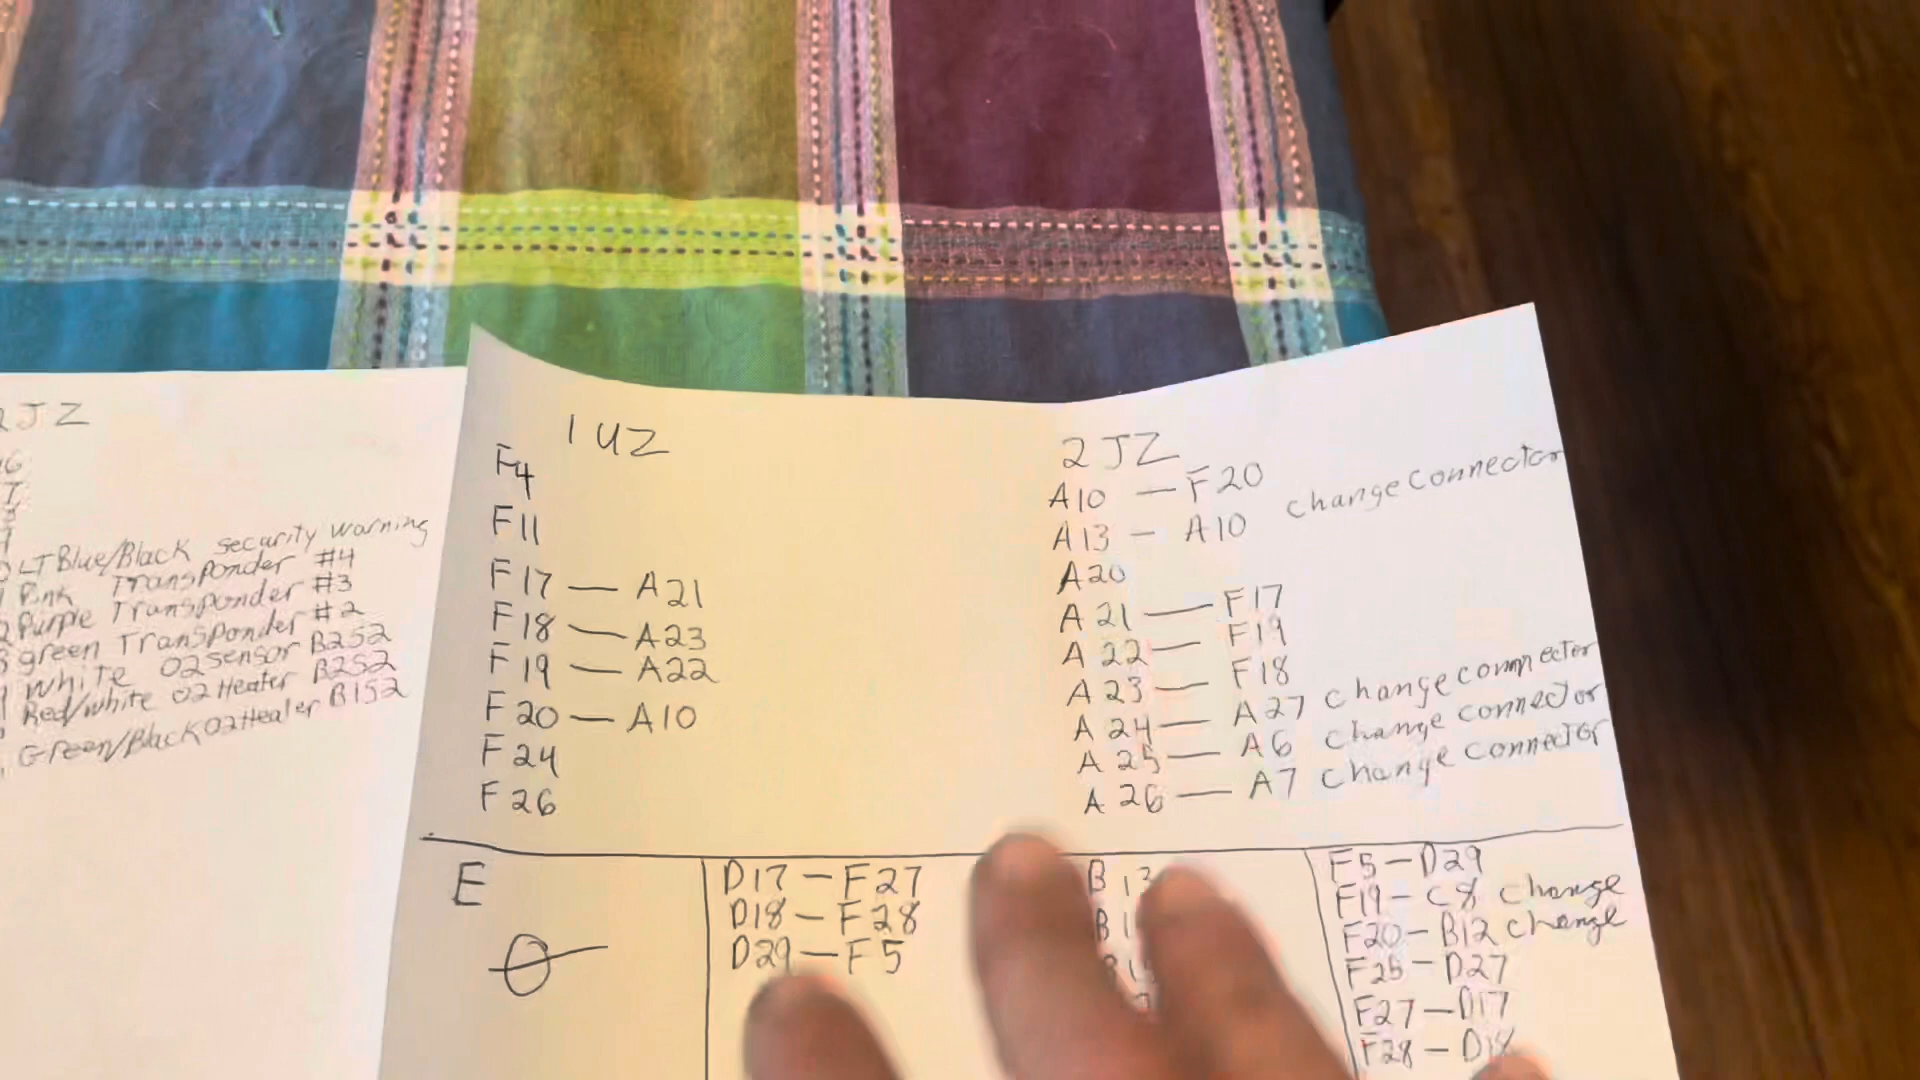 2JZ
LT Blue/Black security warning
Pink Transponder #4
Purple Transponder #3
green Transponder #2
White O2 sensor B2S2
Red/white O2 Heater B2S2
Green/Black O2 Heater B1S2
1UZ
F4
F11
F17 — A21
F18 — A23
F19 — A22
F20 — A10
F24
F26
2JZ
A10 — F20
A13 — A10 change connector
A20
A21 — F17
A22 — F19
A23 — F18
A24 — A27 change connector
A25 — A6 change connector
A26 — A7 change connector
E
D17 — F27
D18 — F28
D29 — F5
F5 — D29
F19 - C8 change
F20 - B12 change
F25 - D27
F27 — D17
F28 — D18